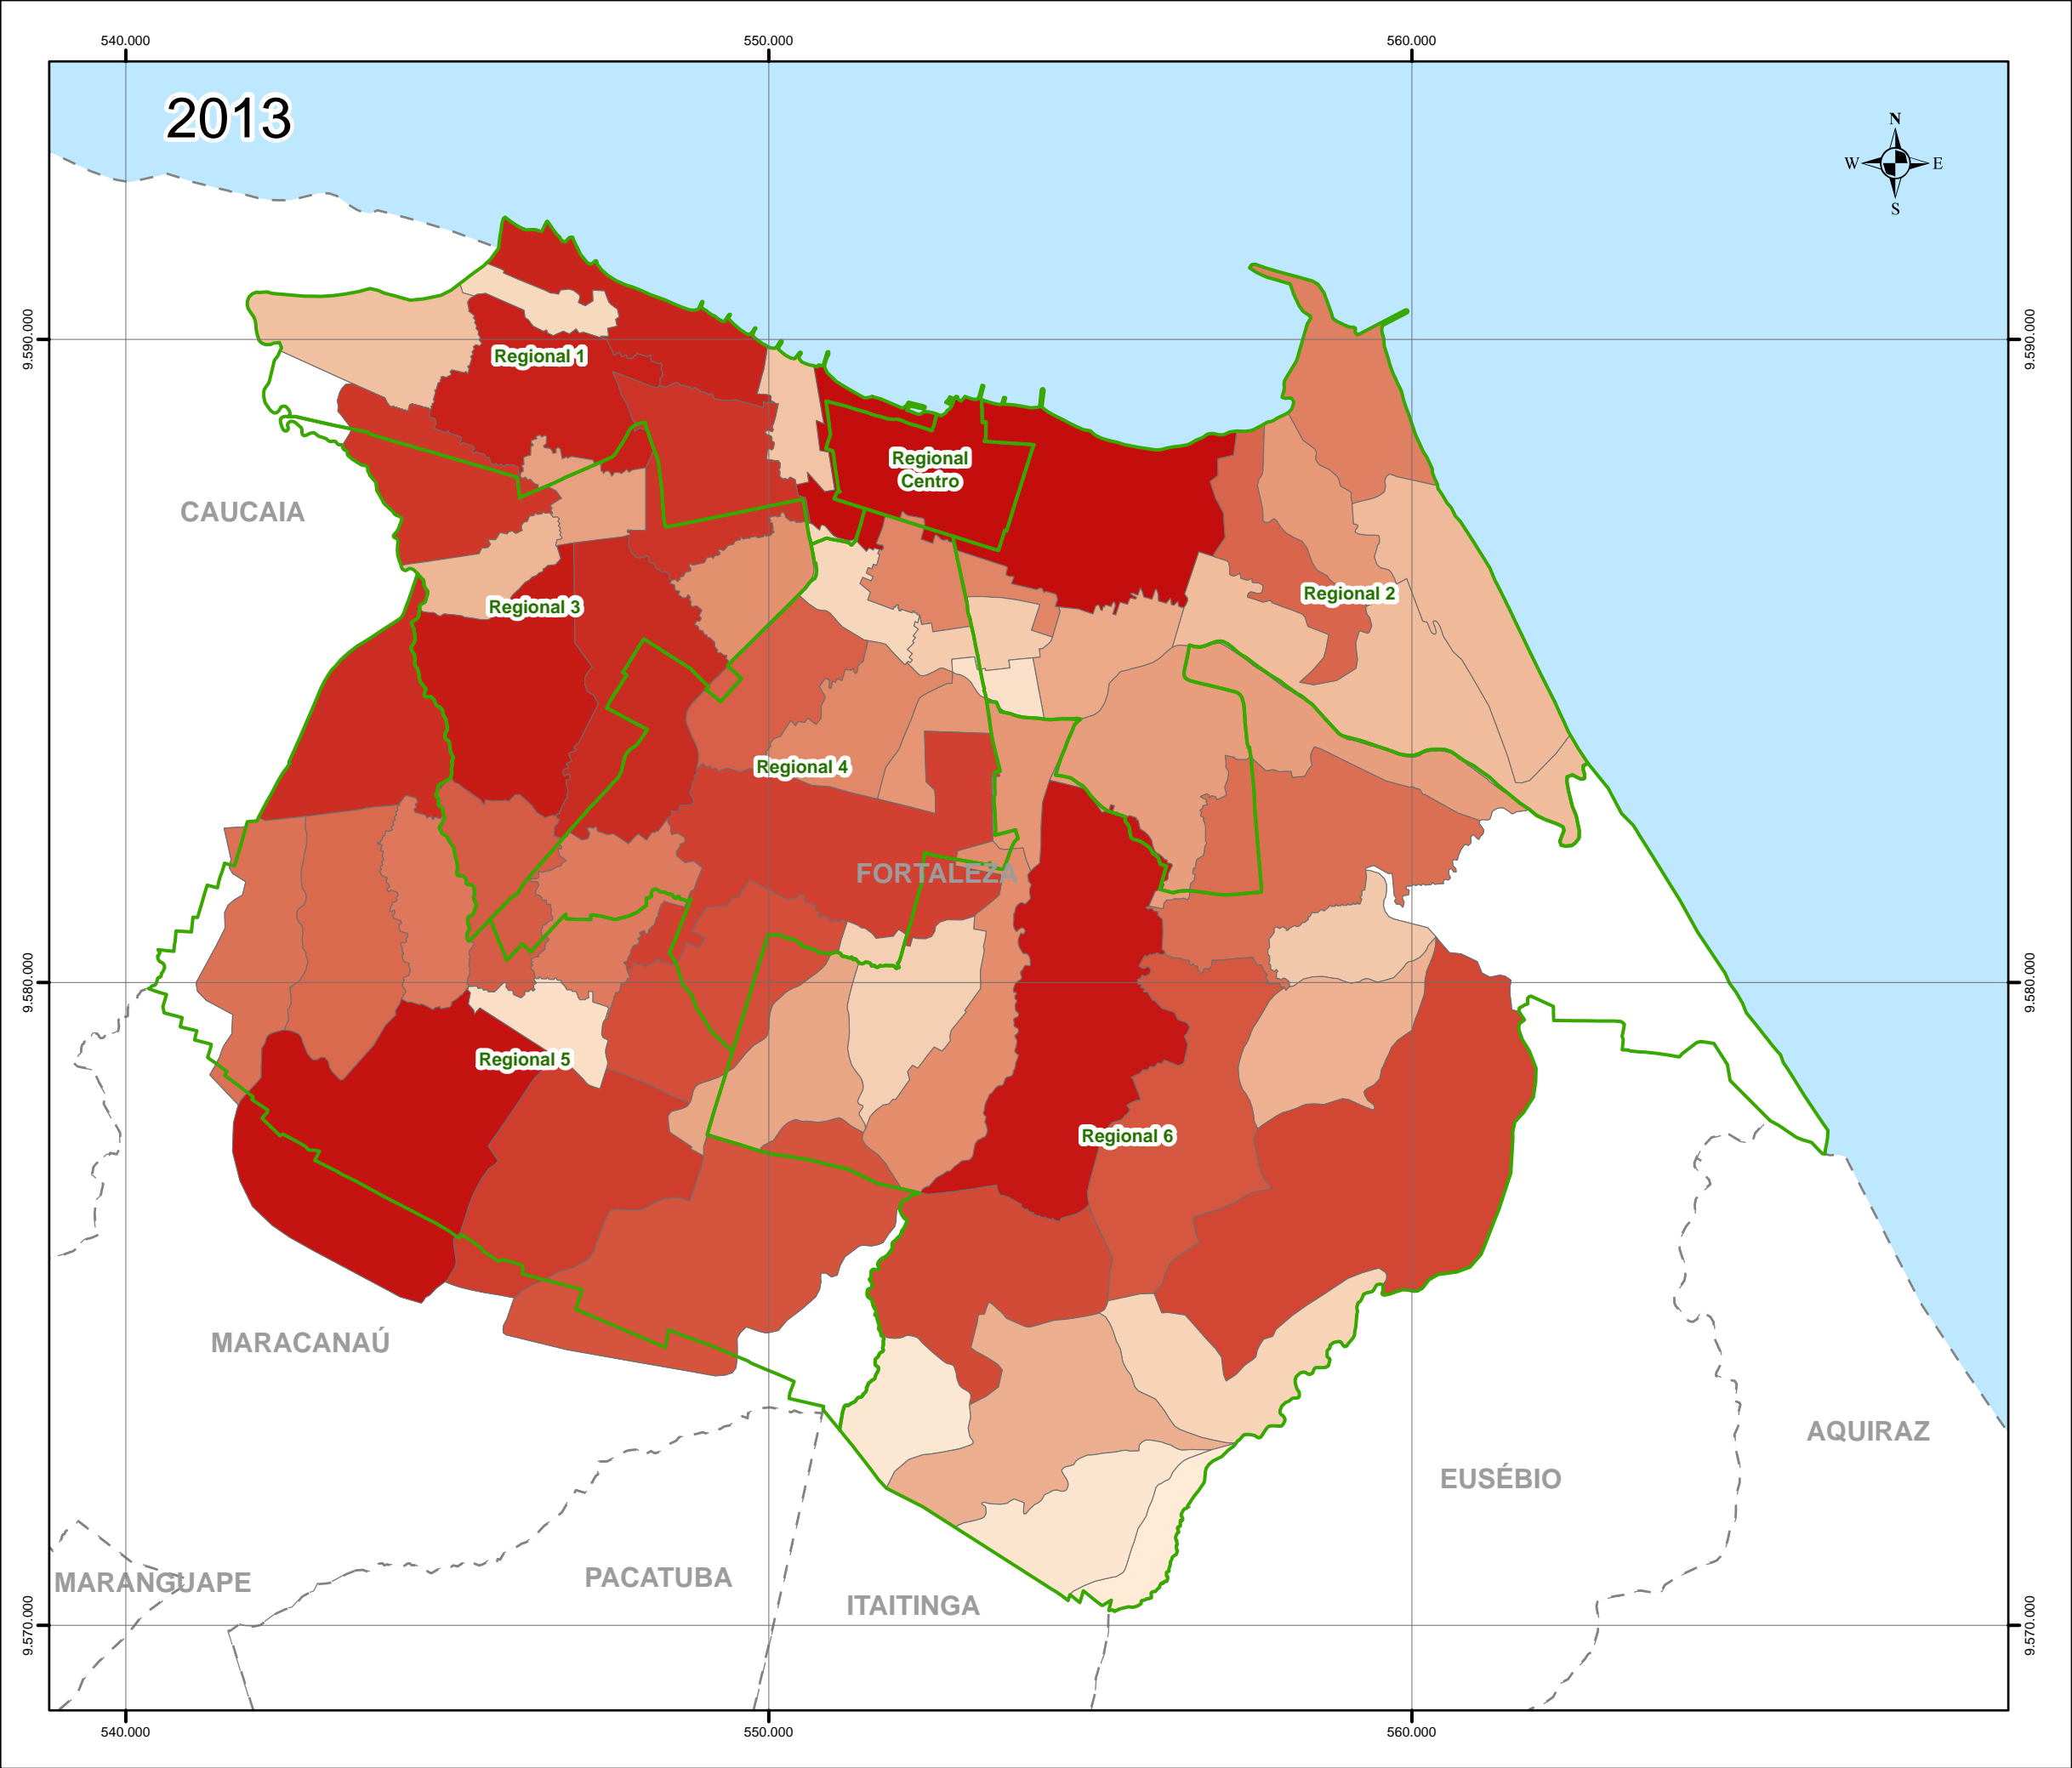 540.000
550.000
560.000
2013
N
W
E
S
9.590.000
9.590.000
Regional 1
Regional
Centro
CAUCAIA
Regional 2
Regional 3
Regional 4
FORTALEZA
9.580.000
9.580.000
Regional 5
Regional 6
MARACANAÚ
AQUIRAZ
EUSÉBIO
PACATUBA
MARANGUAPE
ITAITINGA
9.570.000
9.570.000
540.000
550.000
560.000